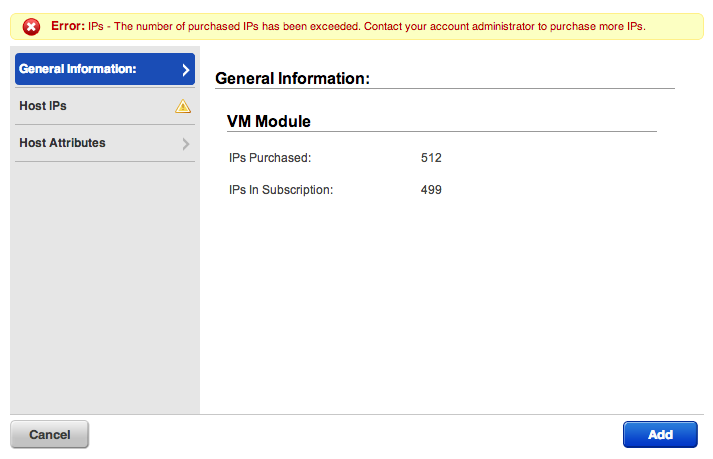 Error: IPs - The number of purchased IPs has been exceeded. Contact your account administrator to purchase more IPs.
General Information:
Host IPs
Host Attributes
General Information:
VM Module
IPs Purchased: 512
IPs In Subscription: 499
Cancel
Add